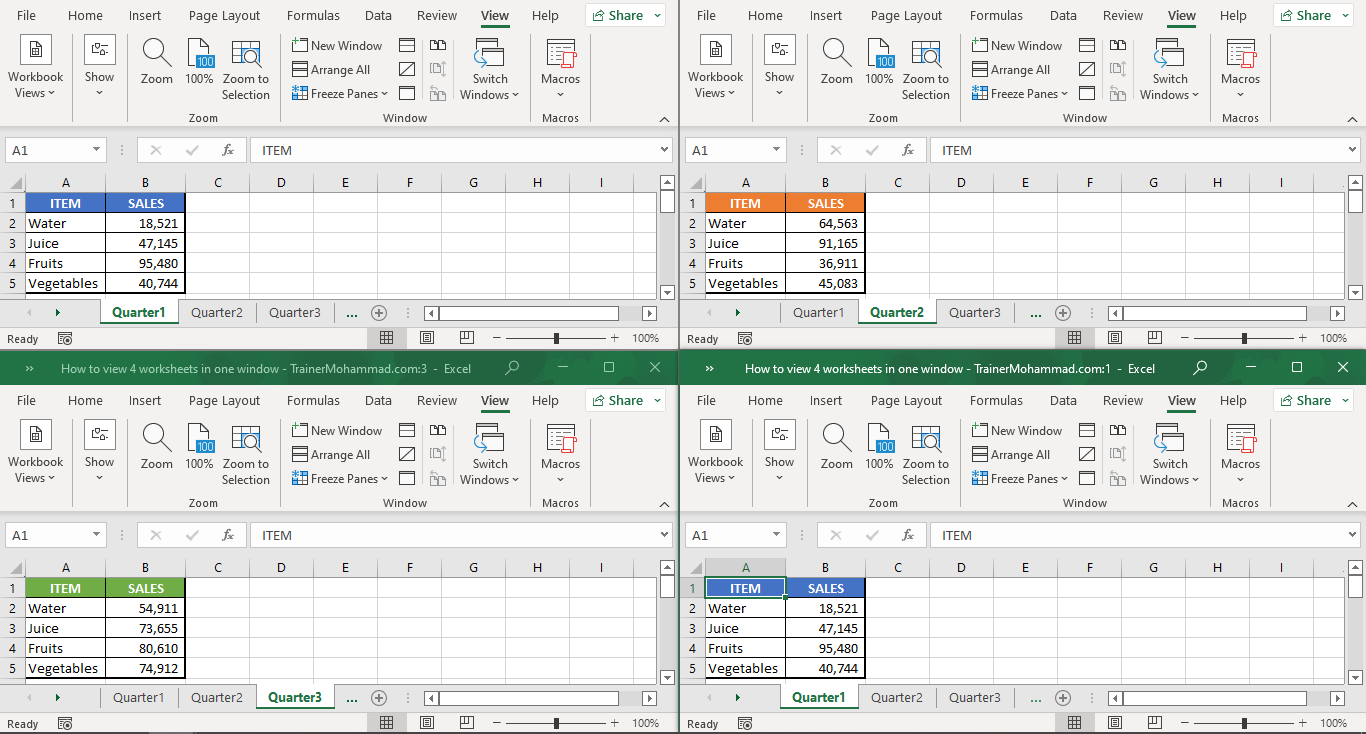 File Home Insert Page Layout Formulas Data Review View Help Share
Workbook Views Show Zoom 100% Zoom to Selection New Window Arrange All Freeze Panes Switch Windows Macros
Zoom Window Macros
A1 fx ITEM
A B C D E F G H I
1 ITEM SALES
2 Water 18,521
3 Juice 47,145
4 Fruits 95,480
5 Vegetables 40,744
Quarter1 Quarter2 Quarter3 ...
Ready 100%
File Home Insert Page Layout Formulas Data Review View Help Share
Workbook Views Show Zoom 100% Zoom to Selection New Window Arrange All Freeze Panes Switch Windows Macros
Zoom Window Macros
A1 fx ITEM
A B C D E F G H I
1 ITEM SALES
2 Water 64,563
3 Juice 91,165
4 Fruits 36,911
5 Vegetables 45,083
Quarter1 Quarter2 Quarter3 ...
Ready 100%
How to view 4 worksheets in one window - TrainerMohammad.com:3 - Excel
File Home Insert Page Layout Formulas Data Review View Help Share
Workbook Views Show Zoom 100% Zoom to Selection New Window Arrange All Freeze Panes Switch Windows Macros
Zoom Window Macros
A1 fx ITEM
A B C D E F G H I
1 ITEM SALES
2 Water 54,911
3 Juice 73,655
4 Fruits 80,610
5 Vegetables 74,912
Quarter1 Quarter2 Quarter3 ...
Ready 100%
How to view 4 worksheets in one window - TrainerMohammad.com:1 - Excel
File Home Insert Page Layout Formulas Data Review View Help Share
Workbook Views Show Zoom 100% Zoom to Selection New Window Arrange All Freeze Panes Switch Windows Macros
Zoom Window Macros
A1 fx ITEM
A B C D E F G H I
1 ITEM SALES
2 Water 18,521
3 Juice 47,145
4 Fruits 95,480
5 Vegetables 40,744
Quarter1 Quarter2 Quarter3 ...
Ready 100%